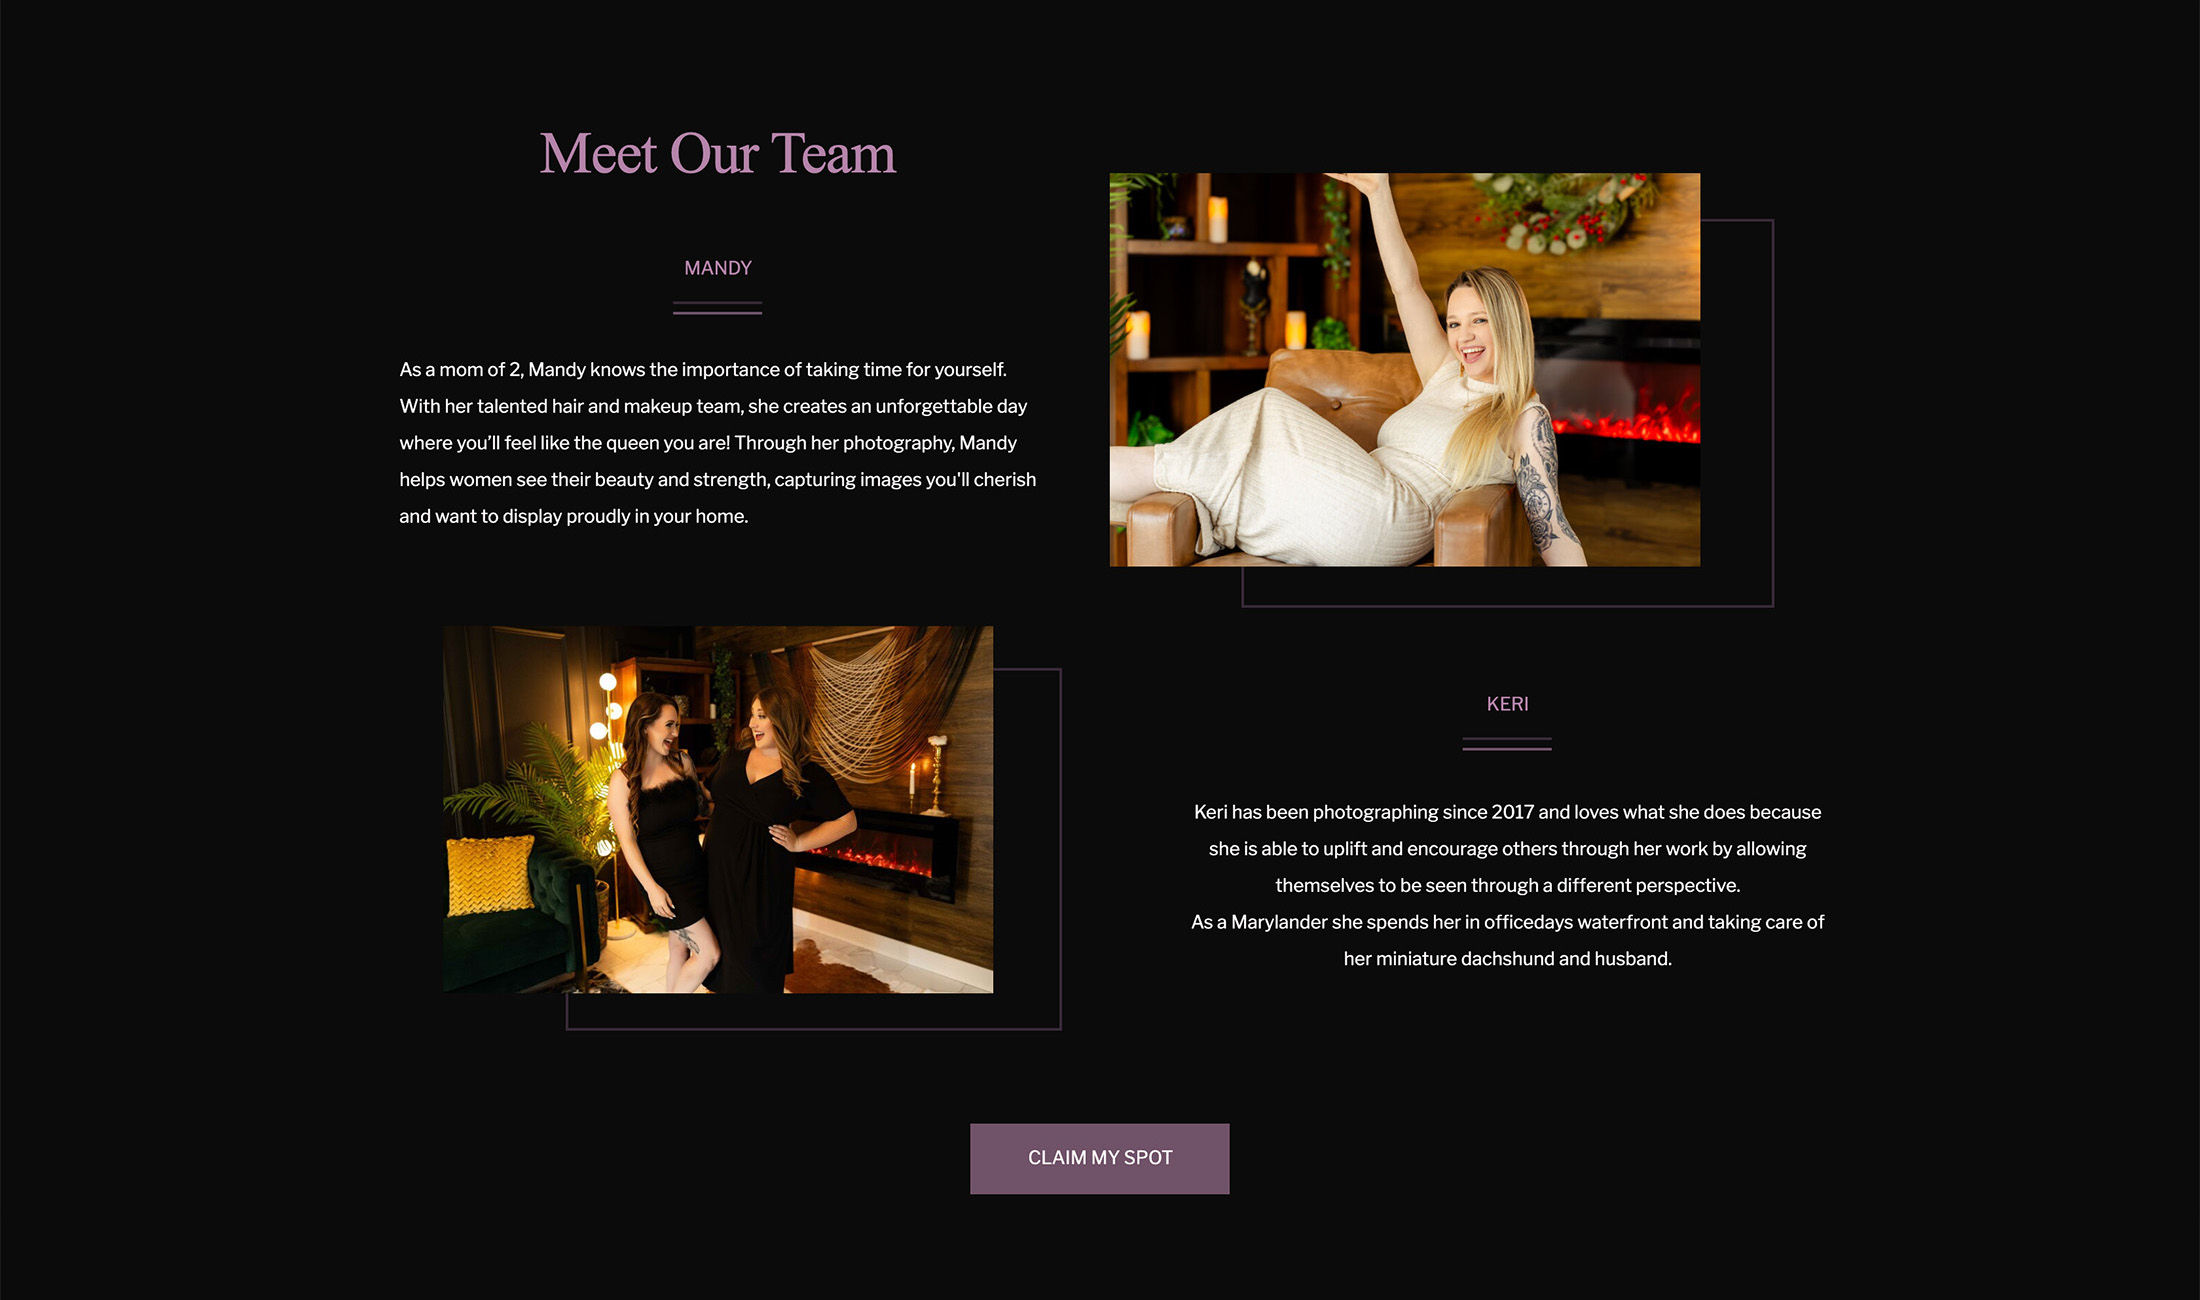 Meet Our Team
MANDY
As a mom of 2, Mandy knows the importance of taking time for yourself.
With her talented hair and makeup team, she creates an unforgettable day
where you’ll feel like the queen you are! Through her photography, Mandy
helps women see their beauty and strength, capturing images you'll cherish
and want to display proudly in your home.
KERI
Keri has been photographing since 2017 and loves what she does because
she is able to uplift and encourage others through her work by allowing
themselves to be seen through a different perspective.
As a Marylander she spends her in officedays waterfront and taking care of
her miniature dachshund and husband.
CLAIM MY SPOT